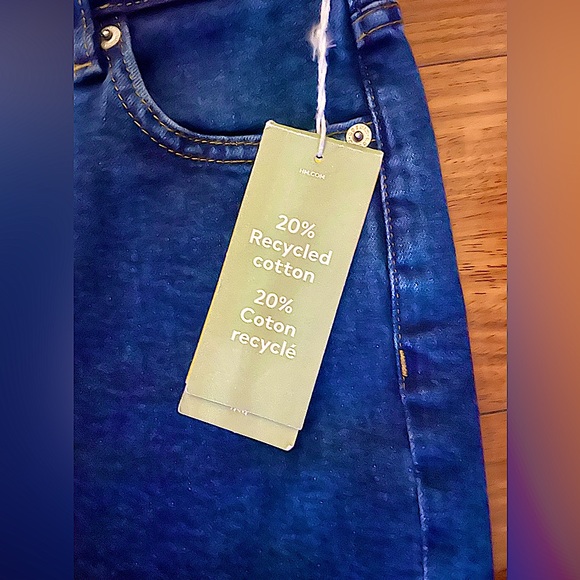 HM.COM
20%
Recycled
cotton
20%
Coton
recyclé